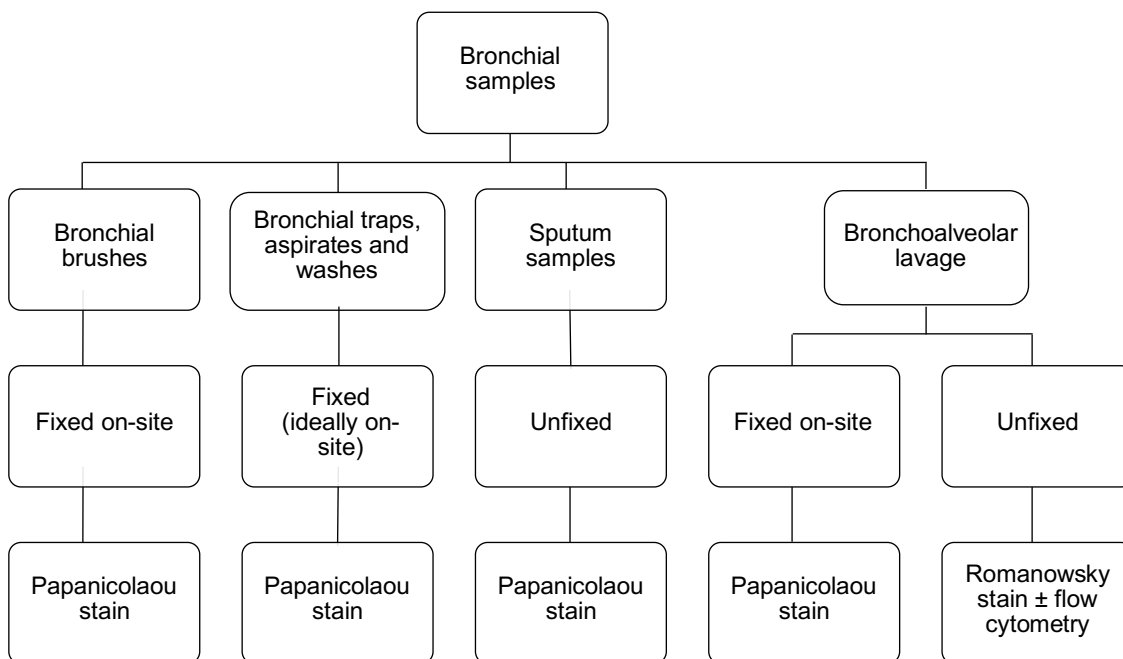 Bronchial
samples
Bronchial
brushes
Bronchial traps,
aspirates and
washes
Sputum
samples
Bronchoalveolar
lavage
Fixed on-site
Fixed
(ideally on-
site)
Unfixed
Fixed on-site
Unfixed
Papanicolaou
stain
Papanicolaou
stain
Papanicolaou
stain
Papanicolaou
stain
Romanowsky
stain ± flow
cytometry